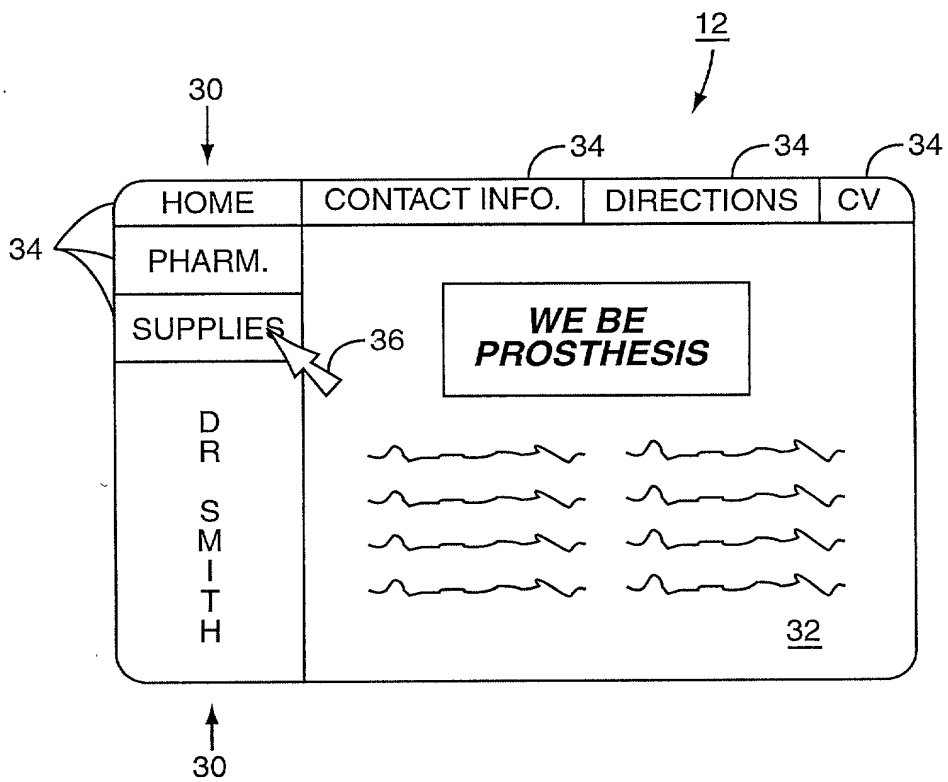 12
30
34 34 34
HOME CONTACT INFO. DIRECTIONS CV
34
PHARM.
SUPPLIES
36
WE BE
PROSTHESIS
D
R
S
M
I
T
H
32
30